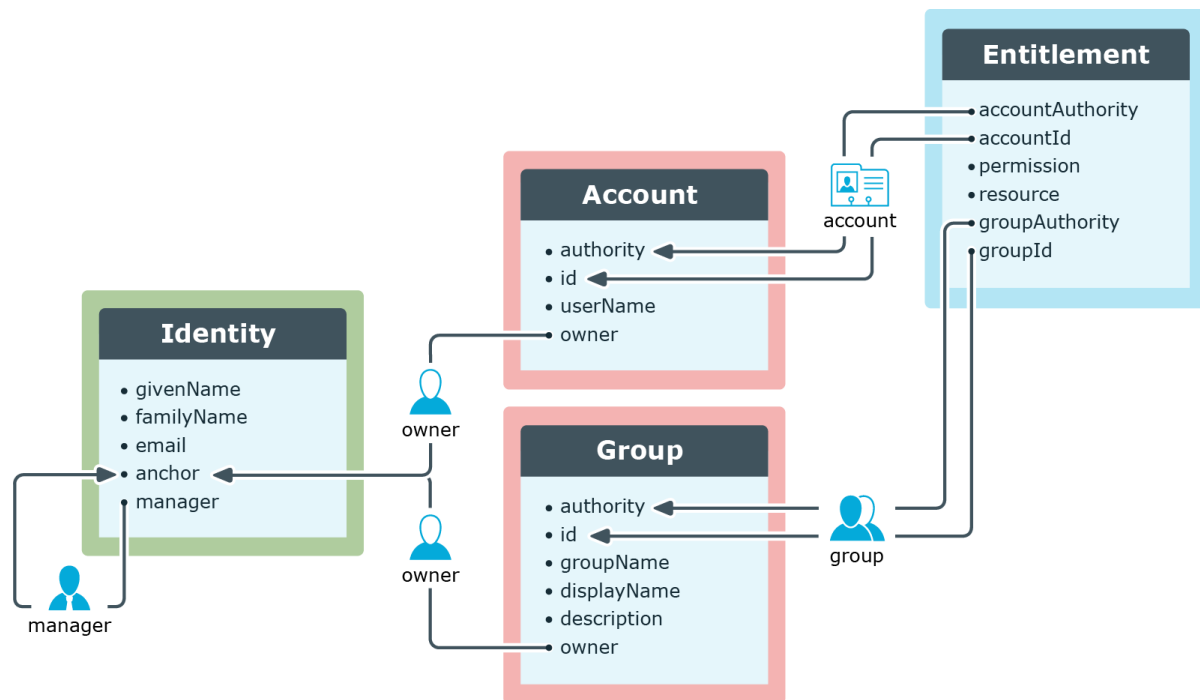 Entitlement
accountAuthority
accountId
permission
resource
groupAuthority
groupId
account
Account
authority
id
userName
owner
Identity
givenName
familyName
email
anchor
manager
owner
owner
manager
Group
authority
id
groupName
displayName
description
owner
group